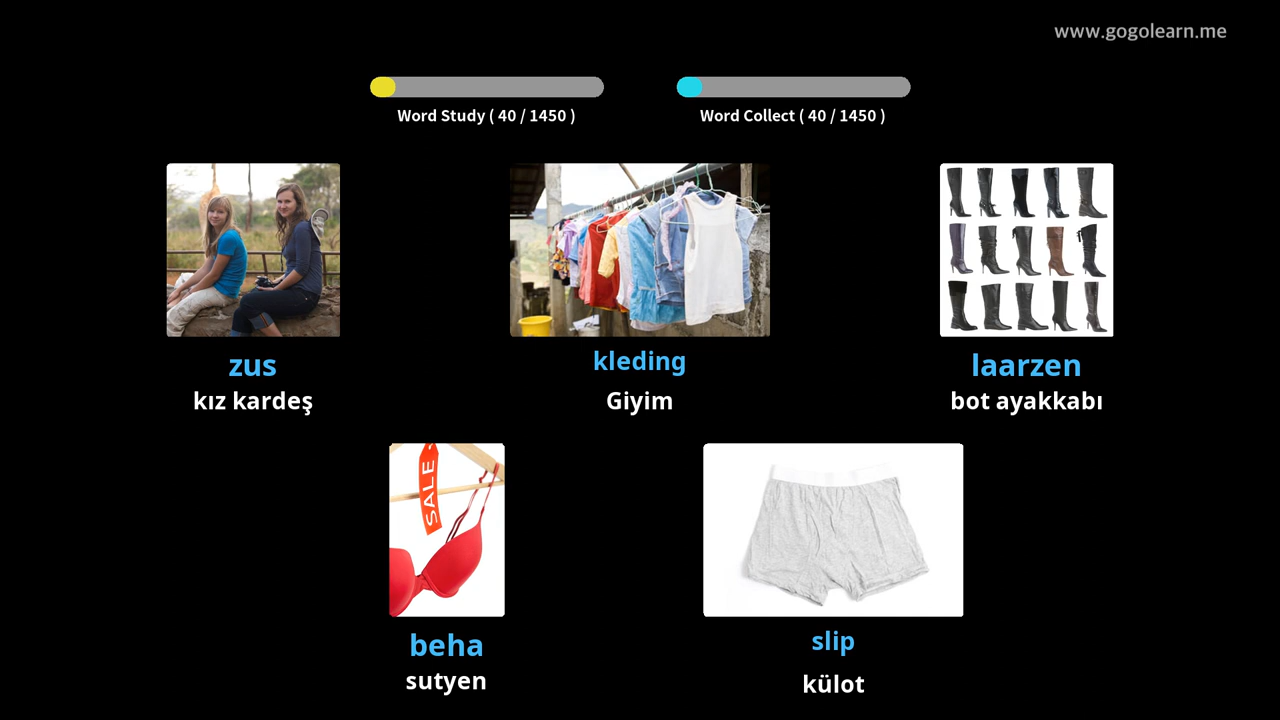 www.gogolearn.me
Word Study ( 40 / 1450 )
Word Collect ( 40 / 1450 )
zus
kız kardeş
kleding
Giyim
laarzen
bot ayakkabı
SALE
beha
sutyen
slip
külot